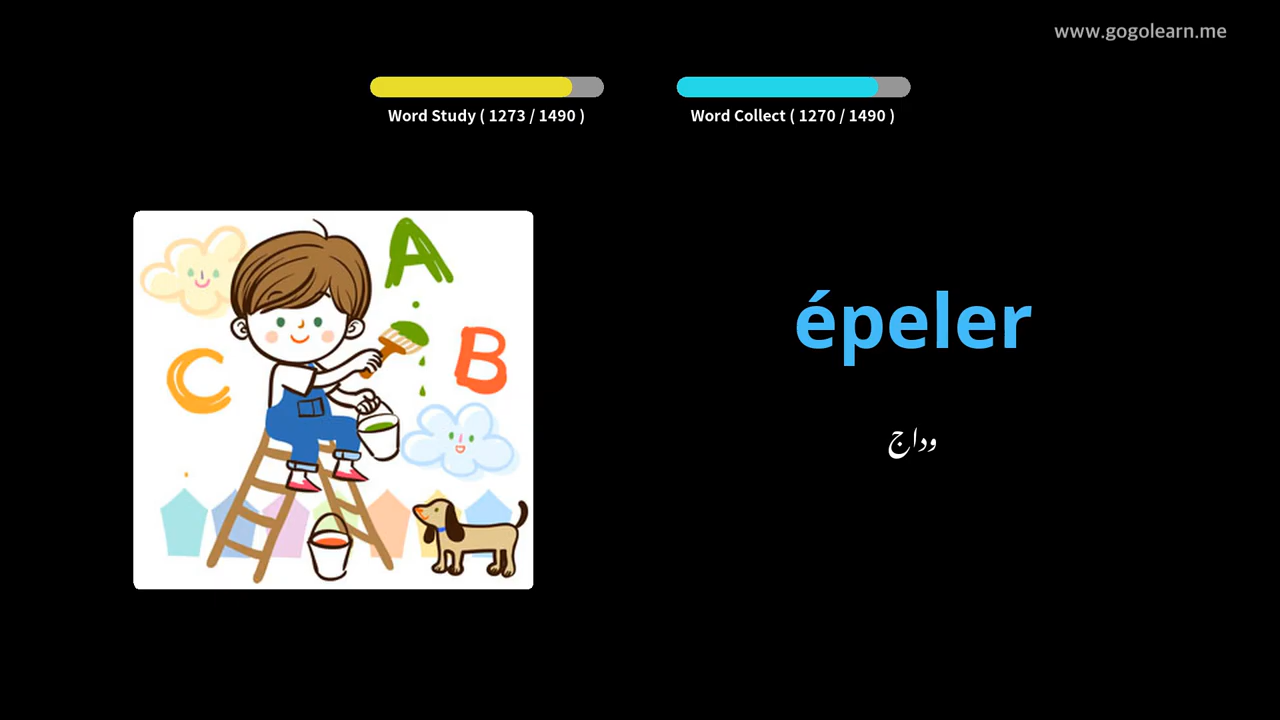 www.gogolearn.me
Word Study ( 1273 / 1490 )
Word Collect ( 1270 / 1490 )
A
B
C
épeler
وداج